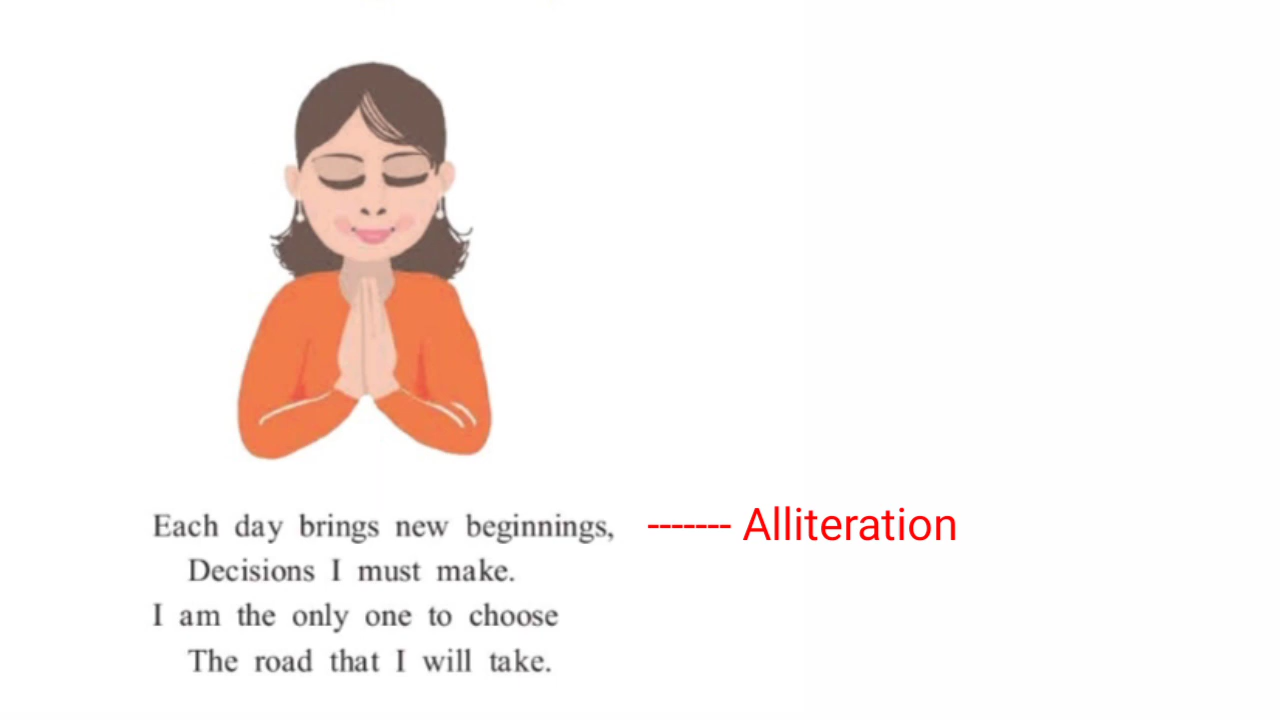 Each day brings new beginnings, ------- Alliteration
Decisions I must make.
I am the only one to choose
The road that I will take.